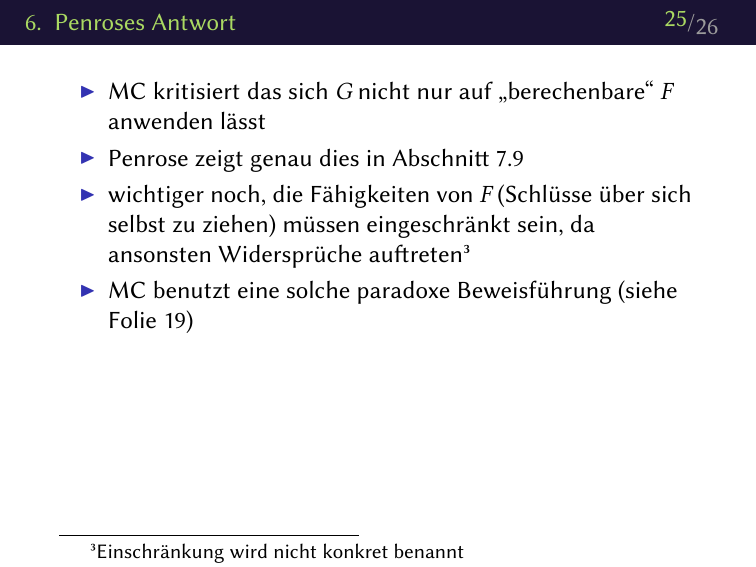 6. Penroses Antwort 25/26
▶ MC kritisiert das sich G nicht nur auf „berechenbare“ F
anwenden lässt
▶ Penrose zeigt genau dies in Abschnitt 7.9
▶ wichtiger noch, die Fähigkeiten von F (Schlüsse über sich
selbst zu ziehen) müssen eingeschränkt sein, da
ansonsten Widersprüche auftreten³
▶ MC benutzt eine solche paradoxe Beweisführung (siehe
Folie 19)
³Einschränkung wird nicht konkret benannt